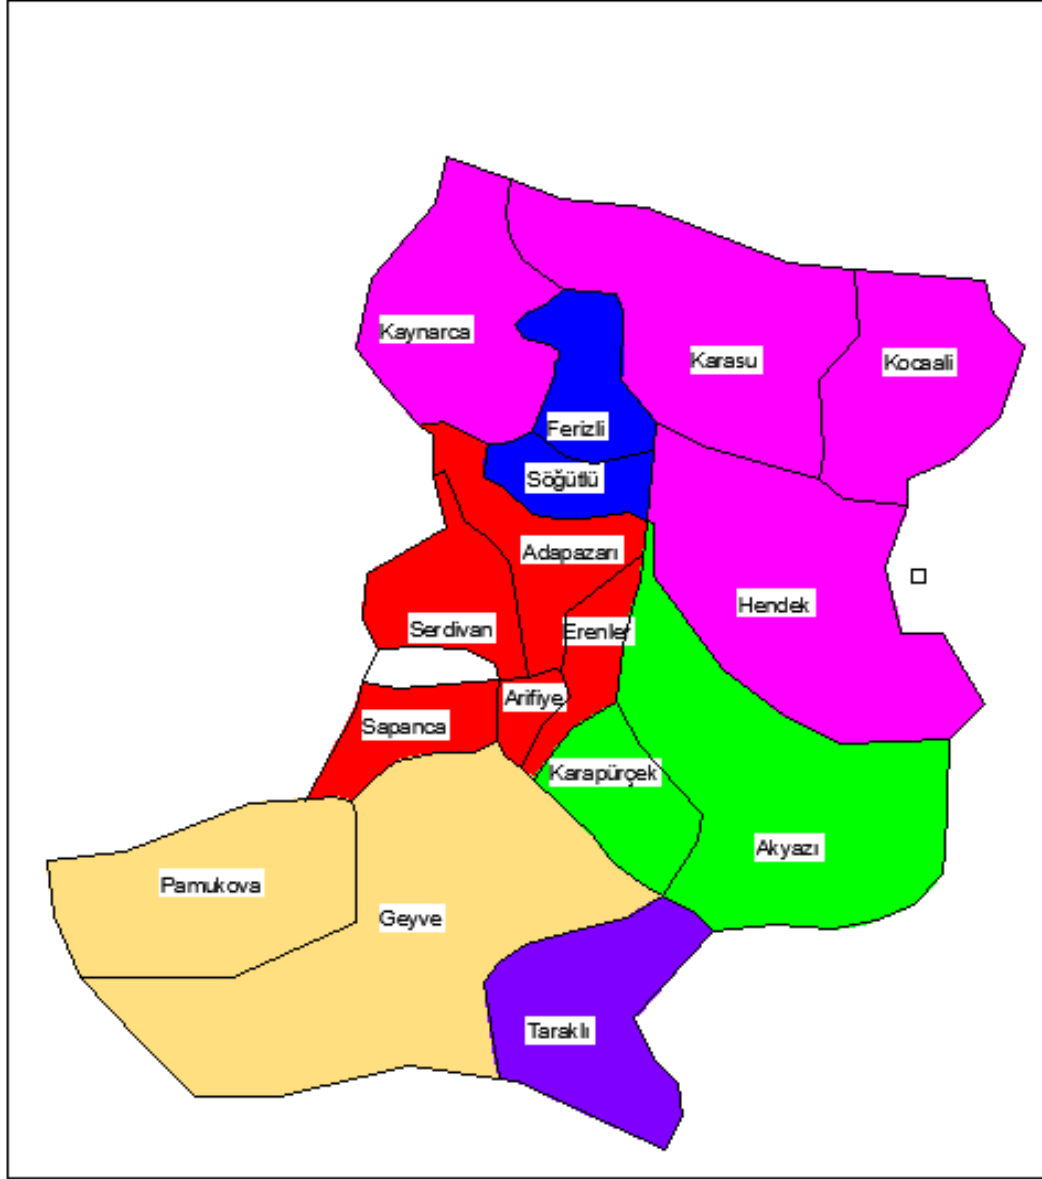 Kaynarca
Karasu
Kocaali
Ferizli
Söğütlü
Adapazarı
Hendek
Serdivan
Erenler
Arifiye
Sapanca
Karapürçek
Akyazı
Pamukova
Geyve
Taraklı